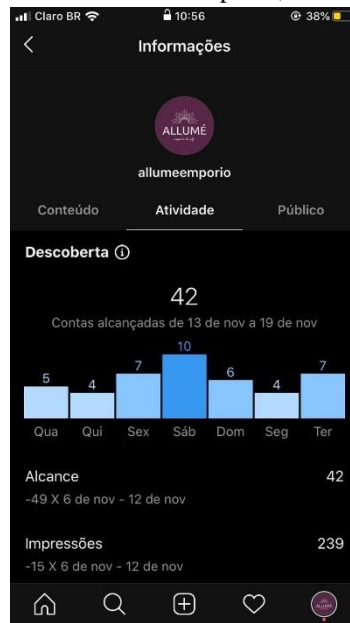 Claro BR 10:56 38%
Informações
ALLUMÉ
allumeemporio
Conteúdo Atividade Público
Descoberta
42
Contas alcançadas de 13 de nov a 19 de nov
5 4 7 10 6 4 7
Qua Qui Sex Sáb Dom Seg Ter
Alcance 42
-49 X 6 de nov - 12 de nov
Impressões 239
-15 X 6 de nov - 12 de nov